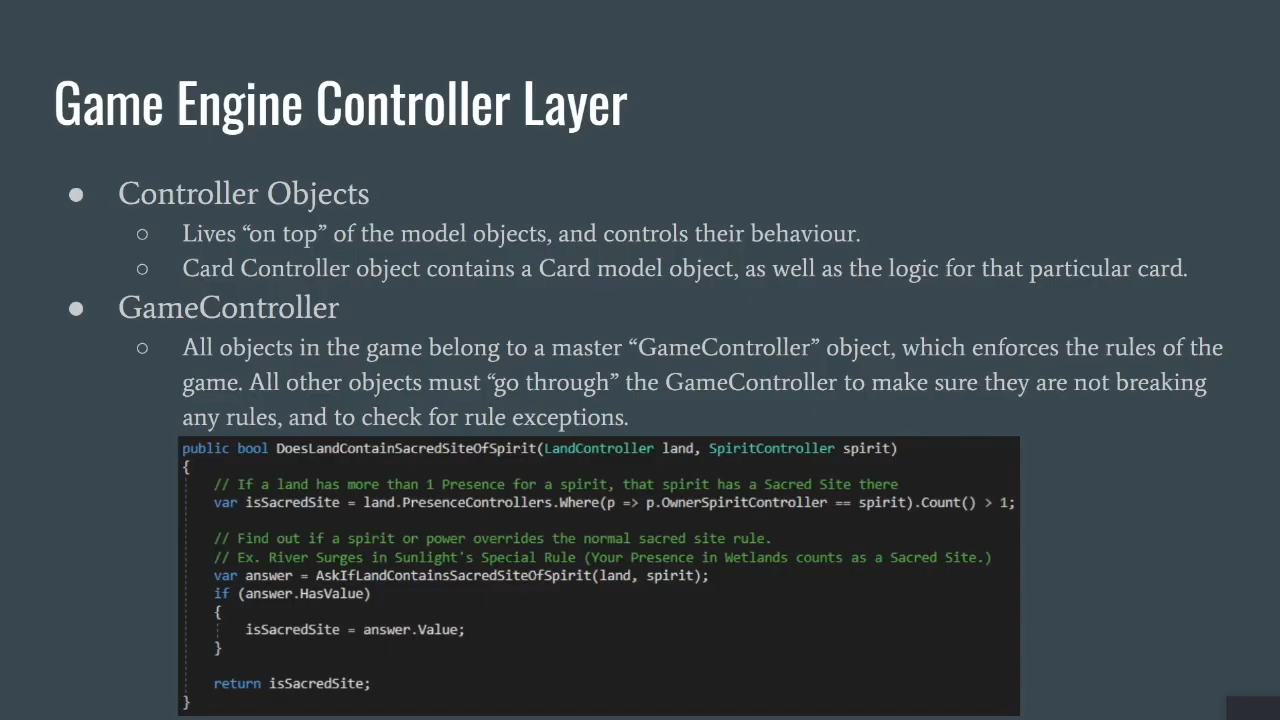 Game Engine Controller Layer
● Controller Objects
○ Lives “on top” of the model objects, and controls their behaviour.
○ Card Controller object contains a Card model object, as well as the logic for that particular card.
● GameController
○ All objects in the game belong to a master “GameController” object, which enforces the rules of the
game. All other objects must “go through” the GameController to make sure they are not breaking
any rules, and to check for rule exceptions.
public bool DoesLandContainSacredSiteOfSpirit(LandController land, SpiritController spirit)
{
// If a land has more than 1 Presence for a spirit, that spirit has a Sacred Site there
var isSacredSite = land.PresenceControllers.Where(p => p.OwnerSpiritController == spirit).Count() > 1;
// Find out if a spirit or power overrides the normal sacred site rule.
// Ex. River Surges in Sunlight's Special Rule (Your Presence in Wetlands counts as a Sacred Site.)
var answer = AskIfLandContainsSacredSiteOfSpirit(land, spirit);
if (answer.HasValue)
{
isSacredSite = answer.Value;
}
return isSacredSite;
}